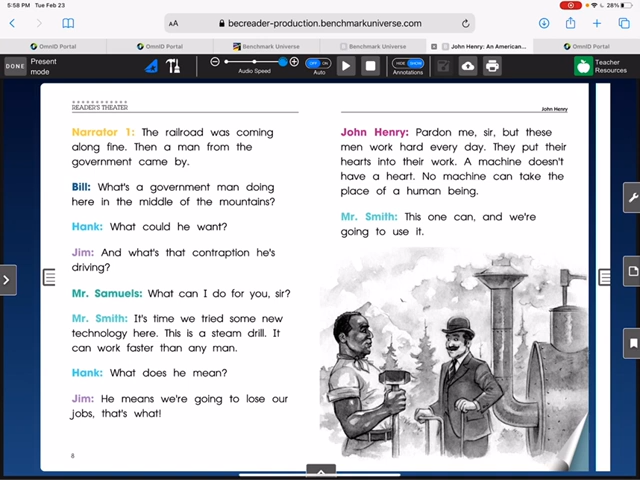 5:58 PM Tue Feb 23
28%
AA
becreader-production.benchmarkuniverse.com
OmniID Portal
OmniID Portal
Benchmark Universe
Benchmark Universe
John Henry: An American...
OmniID Portal
DONE
Present mode
Audio Speed
ON OFF
Auto
HIDE SHOW
Annotations
Teacher Resources
READER'S THEATER
Narrator 1: The railroad was coming
along fine. Then a man from the
government came by.
Bill: What's a government man doing
here in the middle of the mountains?
Hank: What could he want?
Jim: And what's that contraption he's
driving?
Mr. Samuels: What can I do for you, sir?
Mr. Smith: It's time we tried some new
technology here. This is a steam drill. It
can work faster than any man.
Hank: What does he mean?
Jim: He means we're going to lose our
jobs, that's what!
8
John Henry
John Henry: Pardon me, sir, but these
men work hard every day. They put their
hearts into their work. A machine doesn't
have a heart. No machine can take the
place of a human being.
Mr. Smith: This one can, and we're
going to use it.